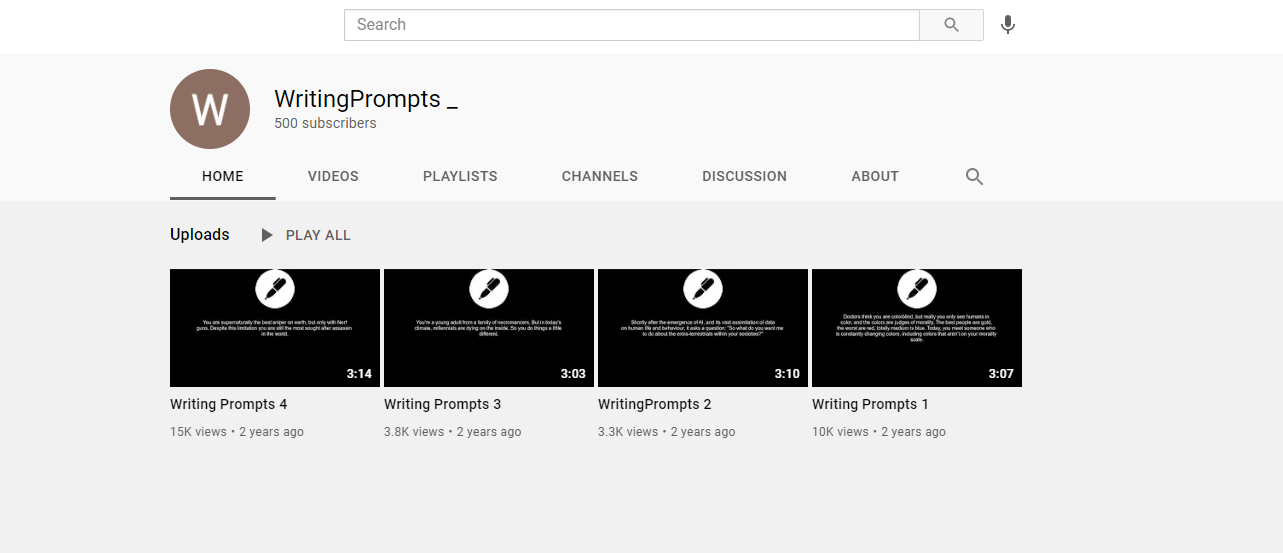 Search
W
WritingPrompts _
500 subscribers
HOME VIDEOS PLAYLISTS CHANNELS DISCUSSION ABOUT
Uploads PLAY ALL
You are supernaturally the best sniper on earth, but only with Nerf
guns. Despite this limitation you are still the most sought after assassin
in the world.
3:14
You're a young adult from a family of necromancers. But in today's
climate, millennials are dying on the inside. So you do things a little
different.
3:03
Shortly after the emergence of AI, and its vast assimilation of data
on human life and behaviour, it asks a question: "So what do you want me
to do about the extra-terrestrials within your societies?"
3:10
Doctors think you are colorblind, but really you only see humans in
color, and the colors are judges of morality. The best people are gold,
the worst are red, totally medium is blue. Today, you meet someone who
is constantly changing colors, including colors that aren't on your morality
scale.
3:07
Writing Prompts 4
15K views • 2 years ago
Writing Prompts 3
3.8K views • 2 years ago
WritingPrompts 2
3.3K views • 2 years ago
Writing Prompts 1
10K views • 2 years ago